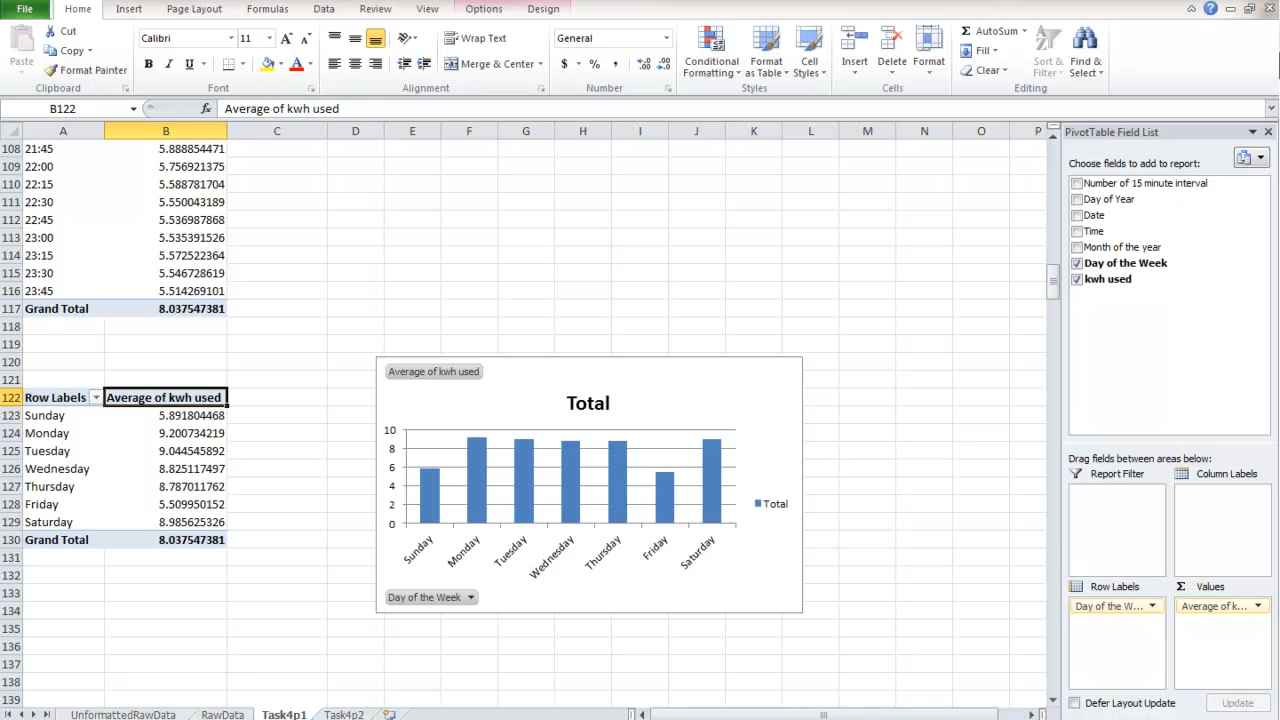 File Home Insert Page Layout Formulas Data Review View Options Design
Cut
Copy
Format Painter
Paste
Clipboard
Calibri 11
B I U
Font
Wrap Text
Merge & Center
Alignment
General
$ % ,
Number
Conditional Formatting
Format as Table
Cell Styles
Styles
Insert Delete Format
Cells
AutoSum
Fill
Clear
Sort & Filter
Find & Select
Editing
B122 fx Average of kwh used
A B C D E F G H I J K L M N O P
108 21:45 5.888854471
109 22:00 5.756921375
110 22:15 5.588781704
111 22:30 5.550043189
112 22:45 5.536987868
113 23:00 5.535391526
114 23:15 5.572522364
115 23:30 5.546728619
116 23:45 5.514269101
117 Grand Total 8.037547381
118
119
120
121
122 Row Labels Average of kwh used
123 Sunday 5.891804468
124 Monday 9.200734219
125 Tuesday 9.044545892
126 Wednesday 8.825117497
127 Thursday 8.787011762
128 Friday 5.509950152
129 Saturday 8.985625326
130 Grand Total 8.037547381
131
132
133
134
135
136
137
138
139
Average of kwh used
Total
10
8
6
4
2
0
Sunday Monday Tuesday Wednesday Thursday Friday Saturday
Total
Day of the Week
PivotTable Field List
Choose fields to add to report:
Number of 15 minute interval
Day of Year
Date
Time
Month of the year
Day of the Week
kwh used
Drag fields between areas below:
Report Filter Column Labels
Row Labels Σ Values
Day of the W... Average of k...
Defer Layout Update Update
UnformattedRawData RawData Task4p1 Task4p2